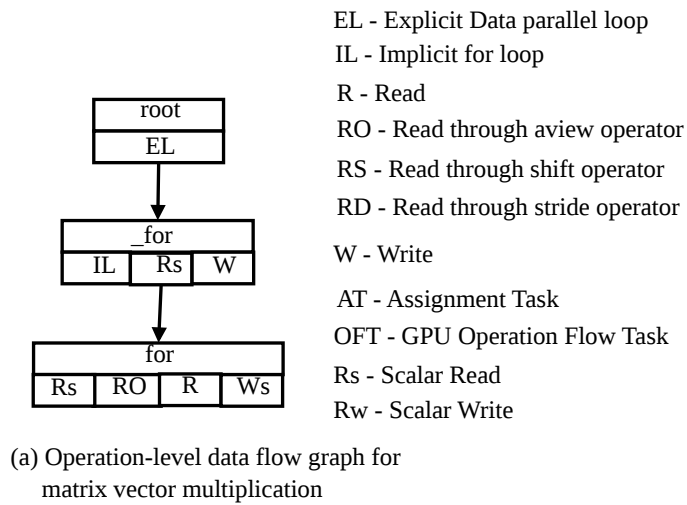 root
EL
_for
IL Rs W
for
Rs RO R Ws
EL - Explicit Data parallel loop
IL - Implicit for loop
R - Read
RO - Read through aview operator
RS - Read through shift operator
RD - Read through stride operator
W - Write
AT - Assignment Task
OFT - GPU Operation Flow Task
Rs - Scalar Read
Rw - Scalar Write
(a) Operation-level data flow graph for
matrix vector multiplication